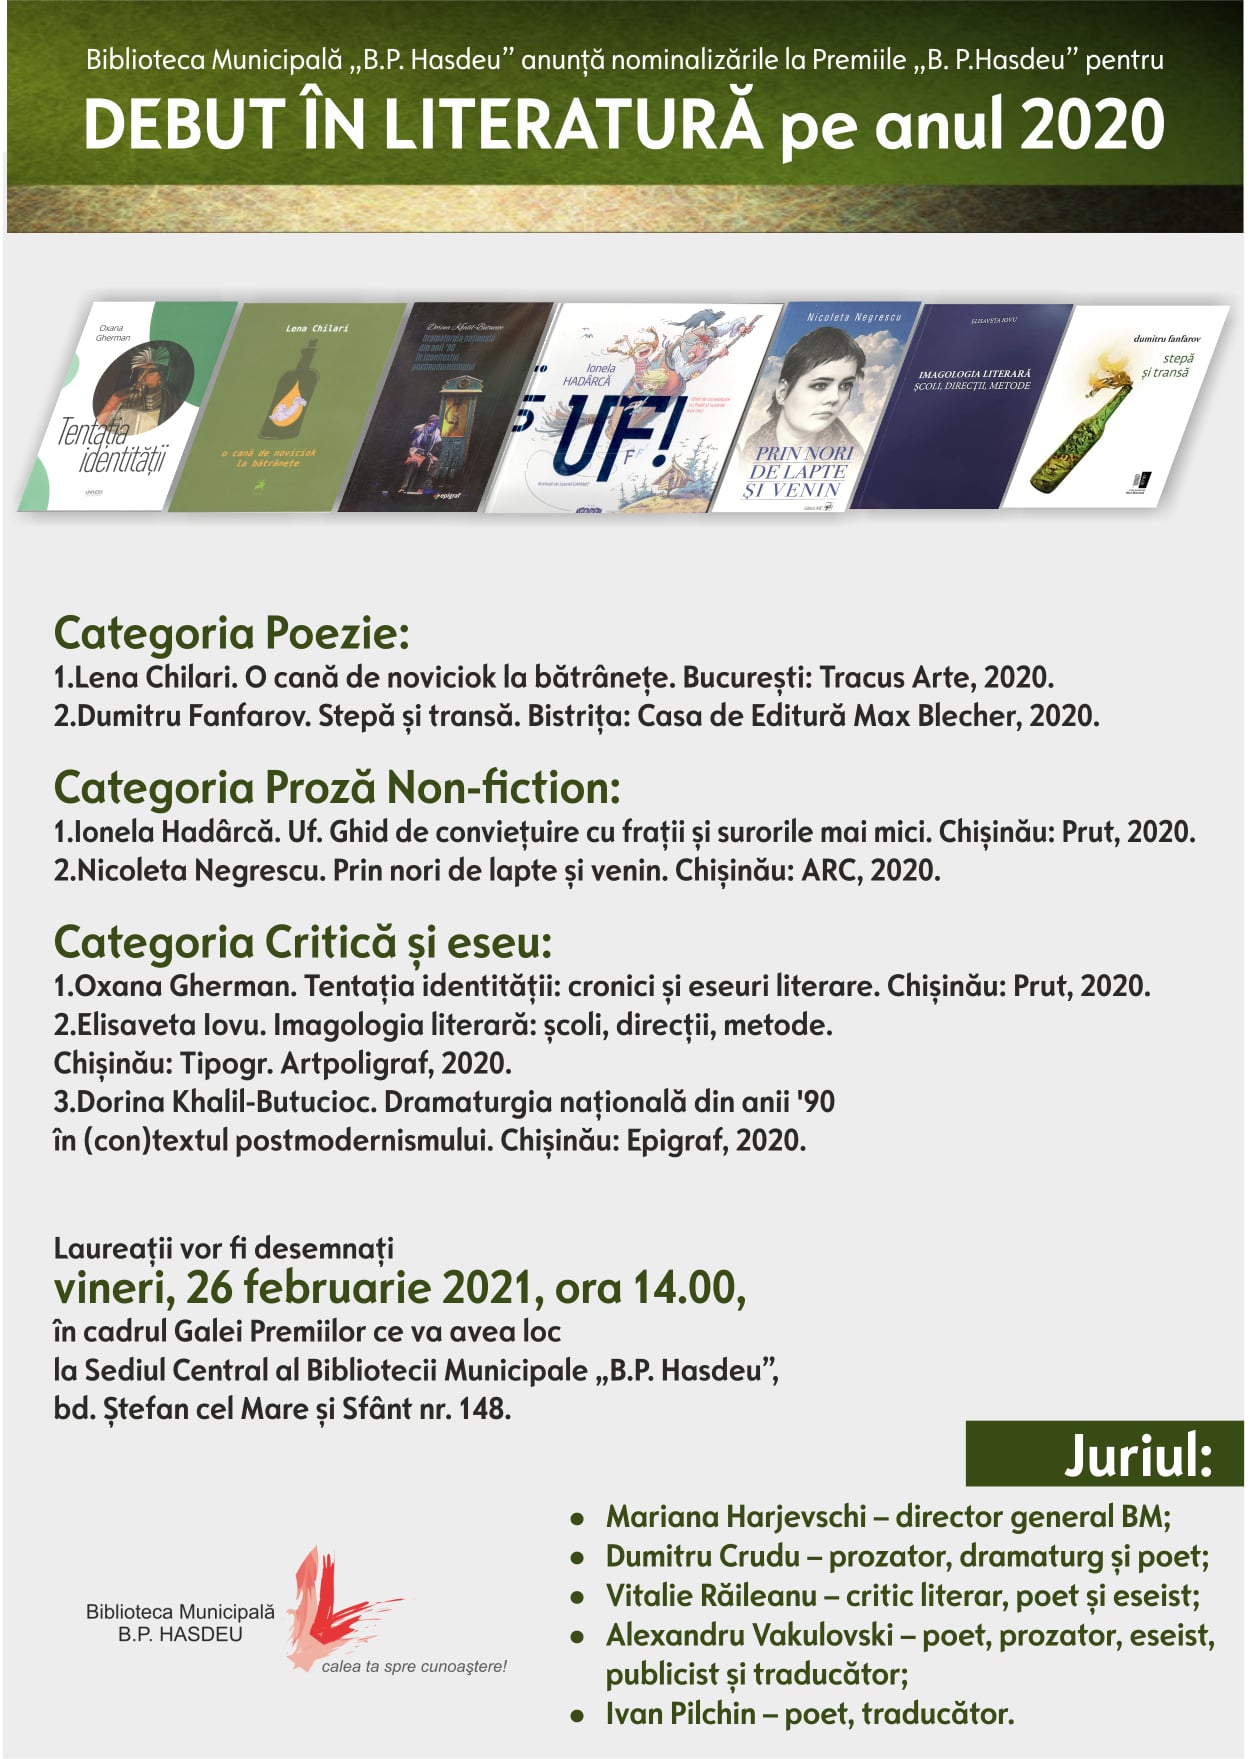 Biblioteca Municipală „B.P. Hasdeu” anunță nominalizările la Premiile „B. P.Hasdeu” pentru
DEBUT ÎN LITERATURĂ pe anul 2020
Oxana
Gherman
Tentația
identității
Lena Chilari
o cană de noviciok
la bătrânețe
Dorina Khalil-Butucioc
Dramaturgia națională
din anii '90
în (con)textul
postmodernismului
epigraf
Ionela
HADÂRCĂ
UF!
Nicoleta Negrescu
PRIN NORI
DE LAPTE
ȘI VENIN
ELISAVETA IOVU
IMAGOLOGIA LITERARĂ
ȘCOLI, DIRECȚII, METODE
dumitru fanfarov
stepă
și transă
Categoria Poezie:
1.Lena Chilari. O cană de noviciok la bătrânețe. București: Tracus Arte, 2020.
2.Dumitru Fanfarov. Stepă și transă. Bistrița: Casa de Editură Max Blecher, 2020.
Categoria Proză Non-fiction:
1.Ionela Hadârcă. Uf. Ghid de conviețuire cu frații și surorile mai mici. Chișinău: Prut, 2020.
2.Nicoleta Negrescu. Prin nori de lapte și venin. Chișinău: ARC, 2020.
Categoria Critică și eseu:
1.Oxana Gherman. Tentația identității: cronici și eseuri literare. Chișinău: Prut, 2020.
2.Elisaveta Iovu. Imagologia literară: școli, direcții, metode.
Chișinău: Tipogr. Artpoligraf, 2020.
3.Dorina Khalil-Butucioc. Dramaturgia națională din anii '90
în (con)textul postmodernismului. Chișinău: Epigraf, 2020.
Laureații vor fi desemnați
vineri, 26 februarie 2021, ora 14.00,
în cadrul Galei Premiilor ce va avea loc
la Sediul Central al Bibliotecii Municipale „B.P. Hasdeu”,
bd. Ștefan cel Mare și Sfânt nr. 148.
Juriul:
● Mariana Harjevschi – director general BM;
● Dumitru Crudu – prozator, dramaturg și poet;
● Vitalie Răileanu – critic literar, poet și eseist;
● Alexandru Vakulovski – poet, prozator, eseist,
publicist și traducător;
● Ivan Pilchin – poet, traducător.
Biblioteca Municipală
B.P. HASDEU
calea ta spre cunoaştere!